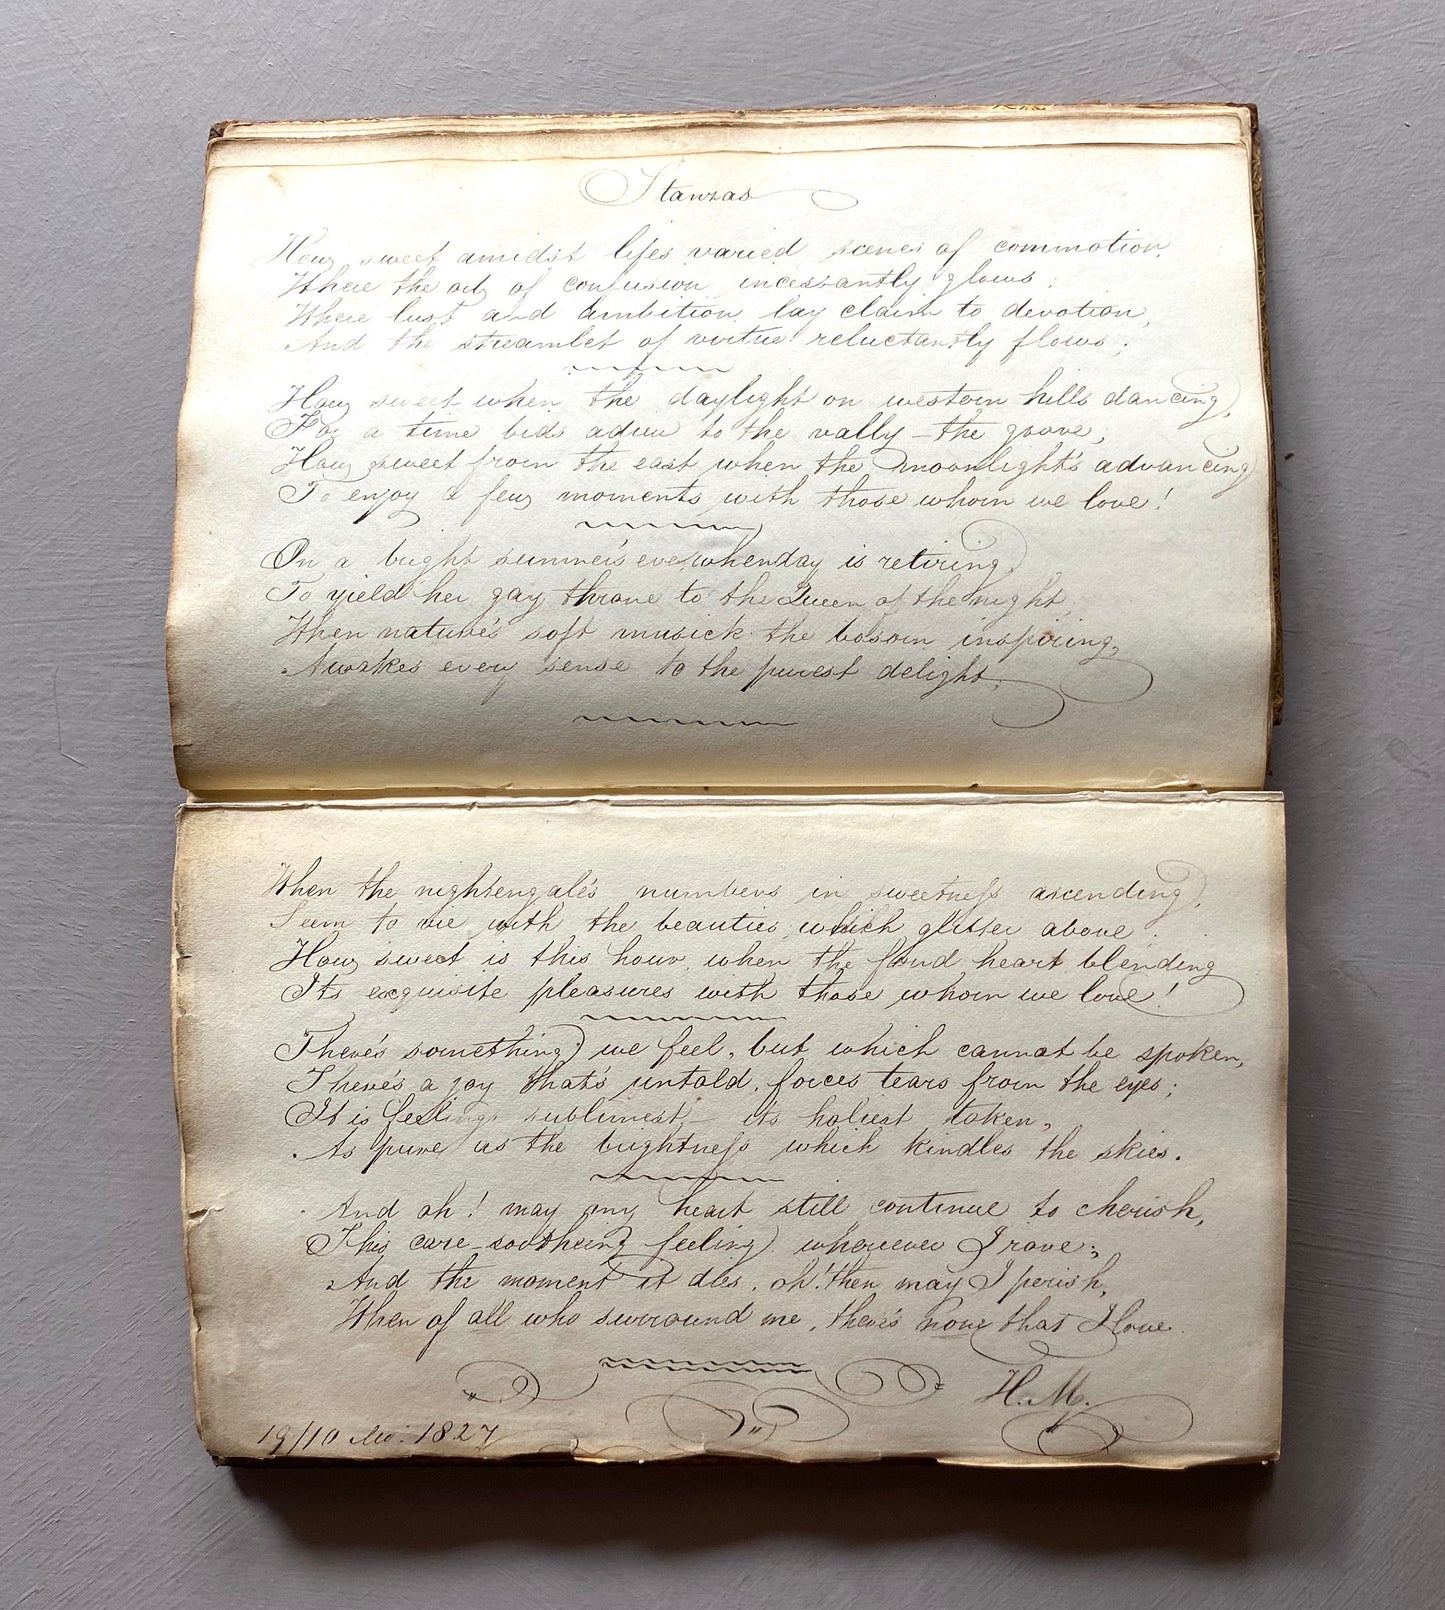 Stanzas
How sweet amidst lifes varied scenes of commotion,
Where the orb of confusion incessantly glows;
Where lust and ambition lay claim to devotion,
And the streamlet of virtue reluctantly flows;
How sweet when the daylight on western hills dancing,
For a time bids adieu to the vally – the grove;
How sweet from the east when the moonlight's advancing
To enjoy a few moments with those whom we love!
On a bright summer's eve, when day is retiring
To yield her gay throne to the Queen of the night,
When nature's soft musick the bosom inspiring,
Awakes every sense to the purest delight;
When the nightengale's numbers in sweetness ascending,
Seem to vie with the beauties which glitter above;
How sweet is this hour, when the fond heart blending
Its exquisite pleasures with those whom we love!
There's something we feel, but which cannot be spoken,
There's a joy that's untold, forces tears from the eyes;
It is feelings sublimest, – its holiest token,
As pure as the brightness which kindles the skies.
And oh! may my heart still continue to cherish,
This care-soothing feeling wherever I rove;
And the moment it dies, oh! then may I perish,
When of all who surround me, there's none that I love.
H. M.
19/10 1827